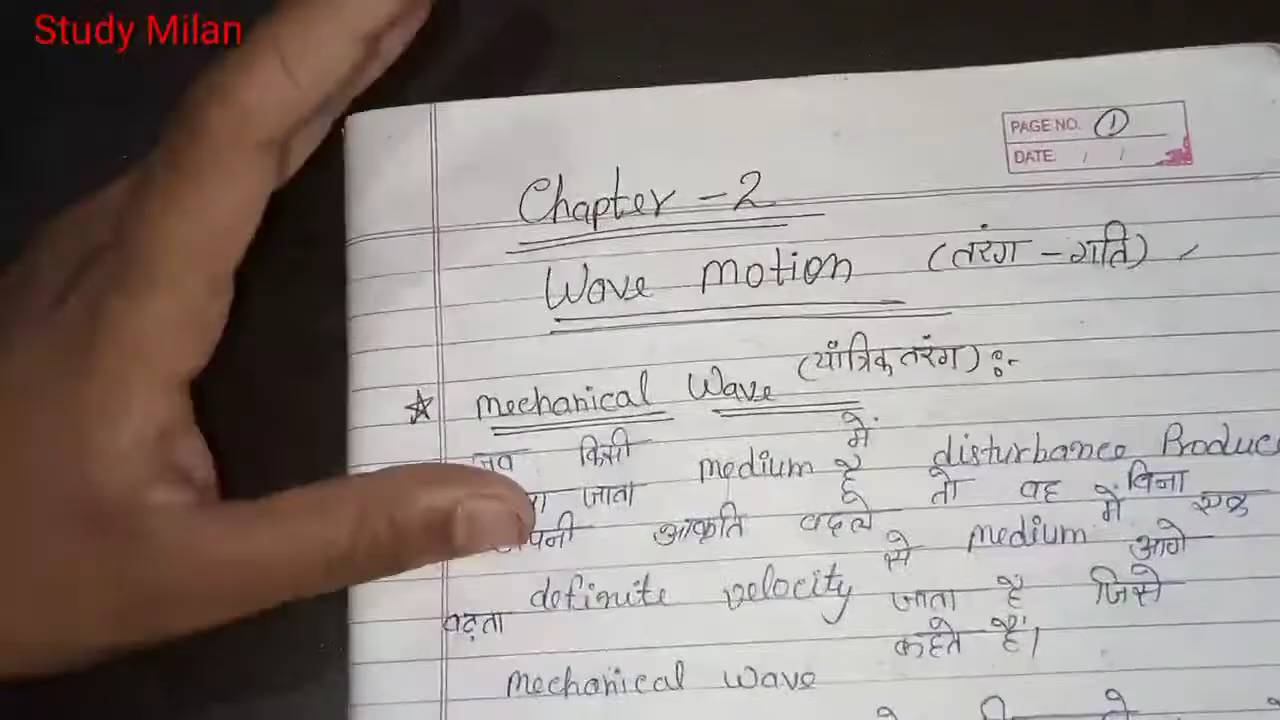 Study Milan
PAGE NO. 1
DATE / /
Chapter - 2
Wave motion (तरंग - गति)
☆ mechanical Wave (यांत्रिक तरंग) :-
जब किसी medium में disturbance Produc
जाता है तो वह बिना
अपनी आकृति बदले medium में एक
definite velocity से आगे
बढ़ता जाता है जिसे
mechanical wave कहते हैं।